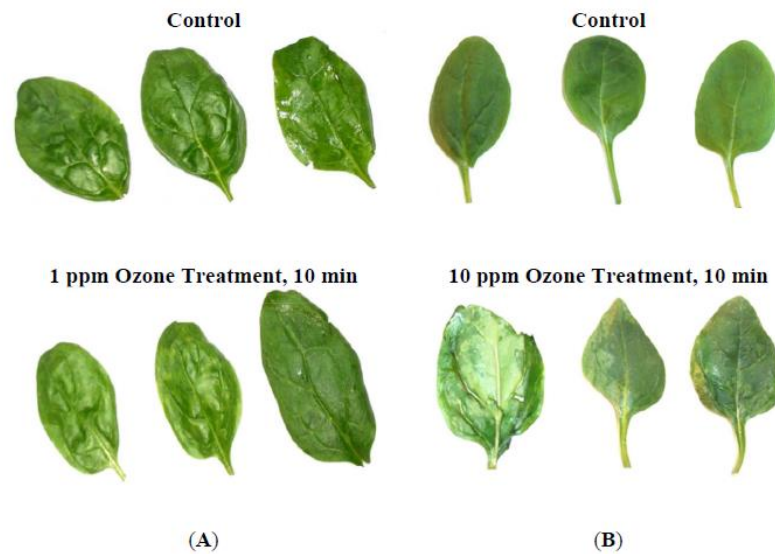 Control
Control
1 ppm Ozone Treatment, 10 min
10 ppm Ozone Treatment, 10 min
(A)
(B)